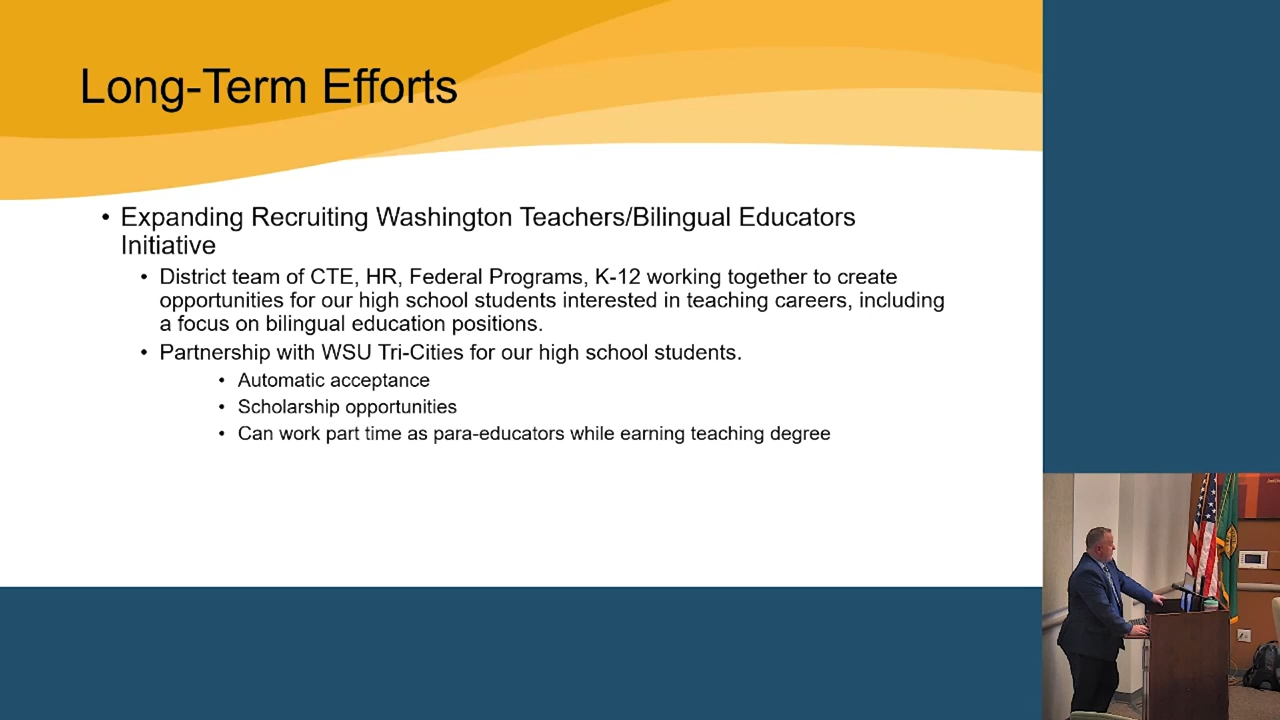 Long-Term Efforts
• Expanding Recruiting Washington Teachers/Bilingual Educators
Initiative
• District team of CTE, HR, Federal Programs, K-12 working together to create
opportunities for our high school students interested in teaching careers, including
a focus on bilingual education positions.
• Partnership with WSU Tri-Cities for our high school students.
• Automatic acceptance
• Scholarship opportunities
• Can work part time as para-educators while earning teaching degree